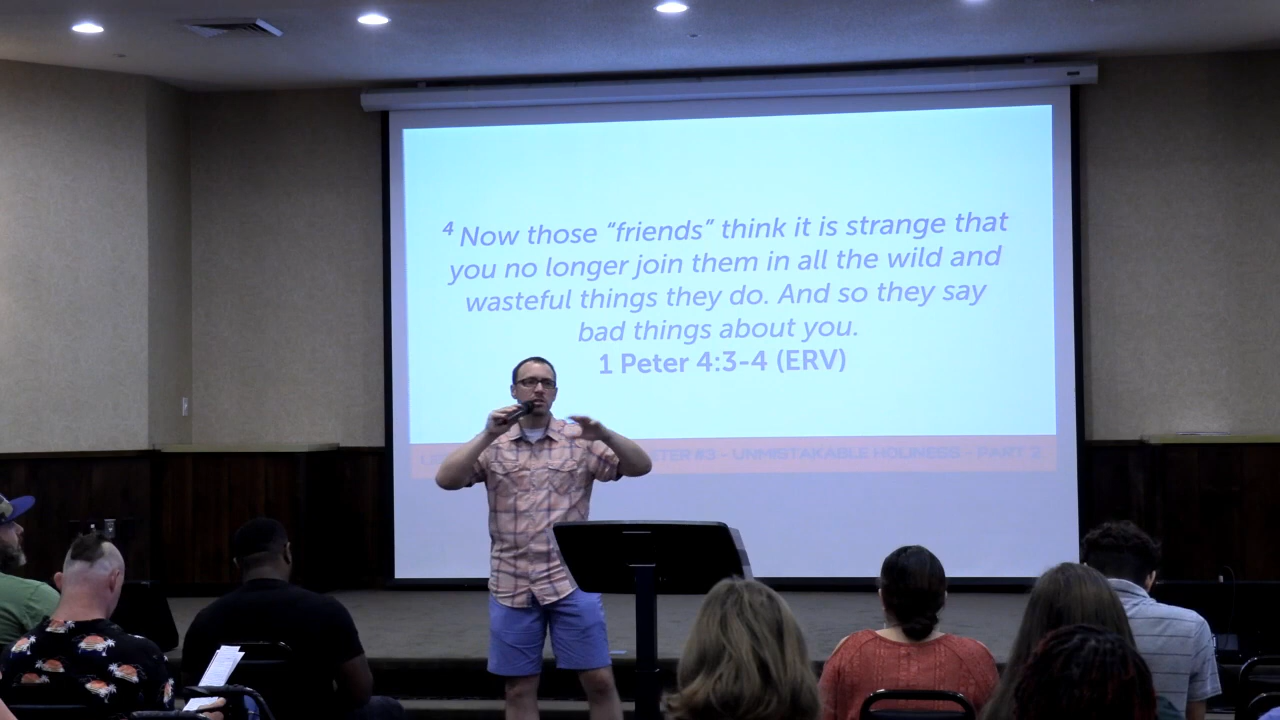 4 Now those “friends” think it is strange that
you no longer join them in all the wild and
wasteful things they do. And so they say
bad things about you.
1 Peter 4:3-4 (ERV)
PETER #3 - UNMISTAKABLE HOLINESS - PART 2